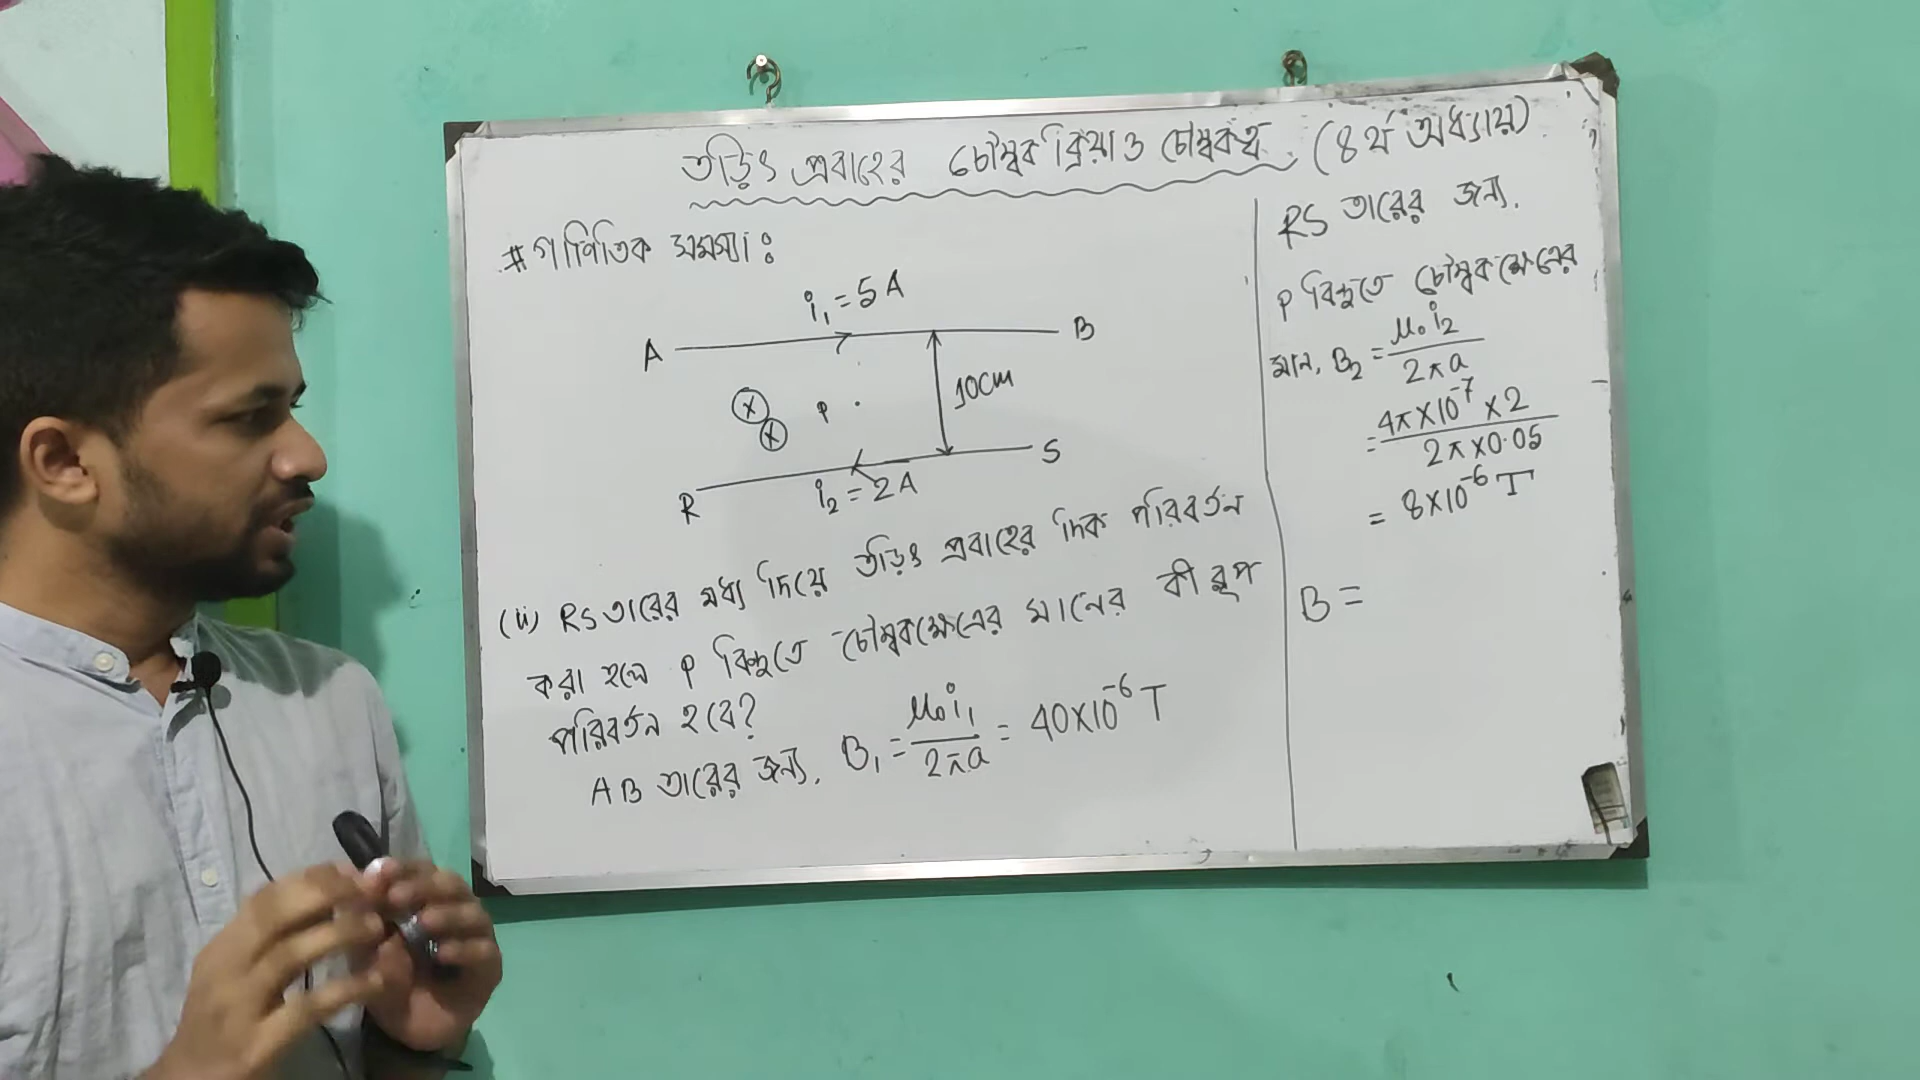 তড়িৎ প্রবাহের চৌম্বক ক্রিয়া ও চৌম্বকত্ব (৪র্থ অধ্যায়)
# গাণিতিক সমস্যা:
i₁ = 5A
A B
10cm
P
R S
i₂ = 2A
(ii) RS তারের মধ্য দিয়ে তড়িৎ প্রবাহের দিক পরিবর্তন
করা হলে P বিন্দুতে চৌম্বকক্ষেত্রের মানের কী রূপ
পরিবর্তন হবে?
AB তারের জন্য, B₁ = μ₀i₁ / 2πa = 40×10⁻⁶ T
RS তারের জন্য,
P বিন্দুতে চৌম্বকক্ষেত্রের
মান, B₂ = μ₀i₂ / 2πa
= 4π×10⁻⁷×2 / 2π×0.05
= 8×10⁻⁶ T
B =